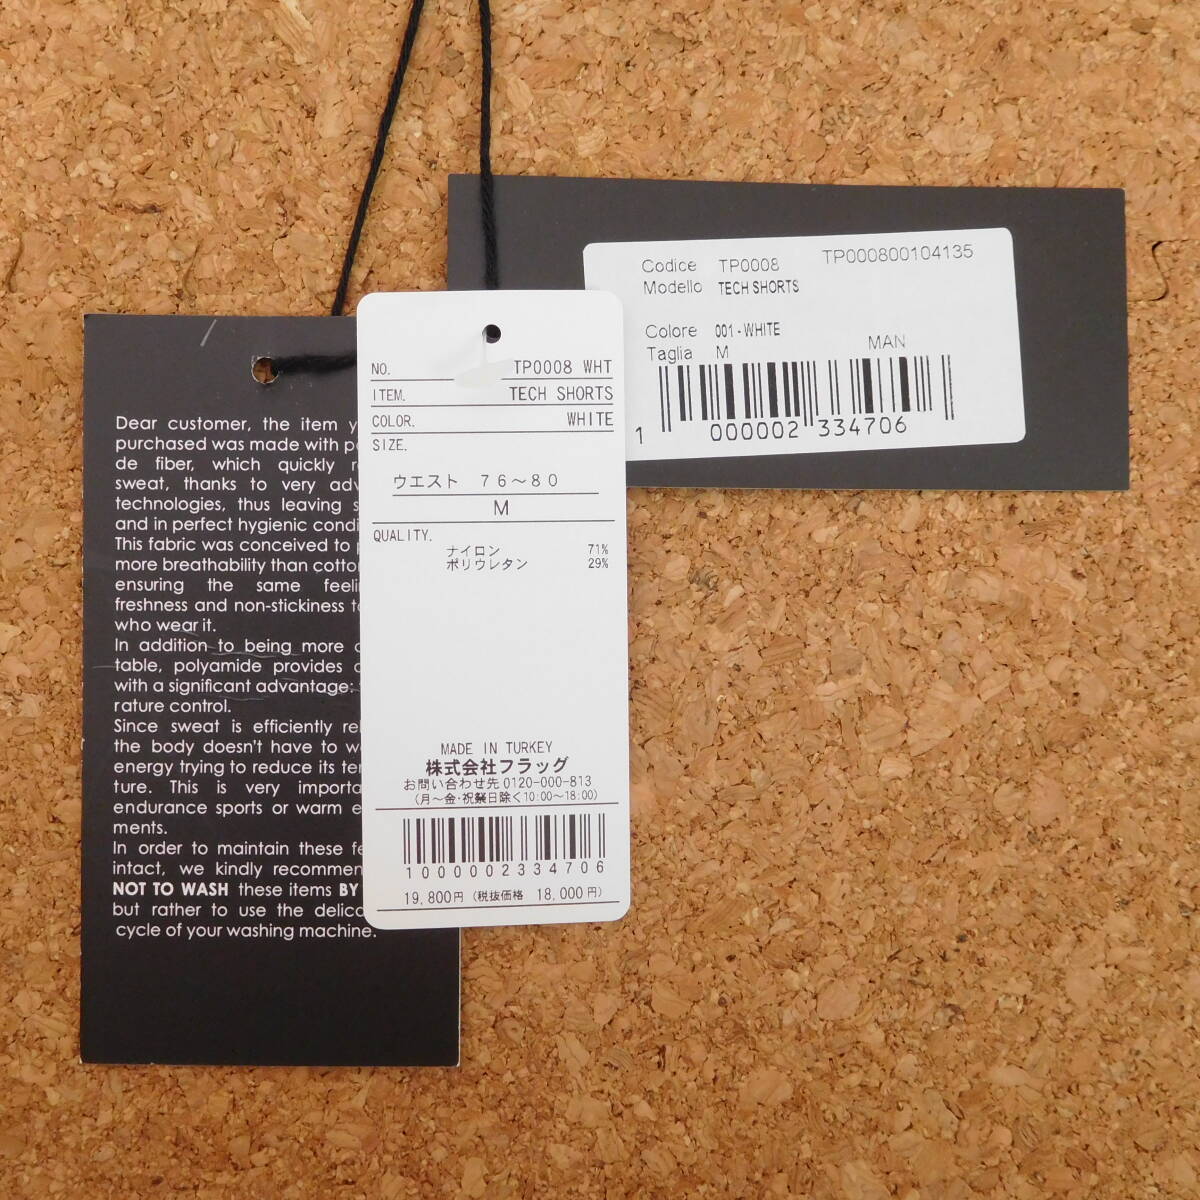 Codice TP0008 TP000800104135
Modello TECH SHORTS
Colore 001-WHITE
Taglia M MAN
1 000002 334706
NO. TP0008 WHT
ITEM. TECH SHORTS
COLOR. WHITE
SIZE.
ウエスト 76～80
M
QUALITY.
ナイロン 71%
ポリウレタン 29%
MADE IN TURKEY
株式会社フラッグ
お問い合わせ先0120-000-813
(月～金・祝祭日除く10:00～18:00)
1000002334706
19,800円 (税抜価格 18,000円)
Dear customer, the item
purchased was made with
de fiber, which quickly
sweat, thanks to very
technologies, thus leaving
and in perfect hygienic
This fabric was conceived to
more breathability than
ensuring the same
freshness and non-stickiness
who wear it.
In addition to being more
table, polyamide provides
with a significant advantage:
rature control.
Since sweat is efficiently
the body doesn't have to
energy trying to reduce its
ture. This is very
endurance sports or warm
ments.
In order to maintain these
intact, we kindly
NOT TO WASH these items BY
but rather to use the
cycle of your washing machine.